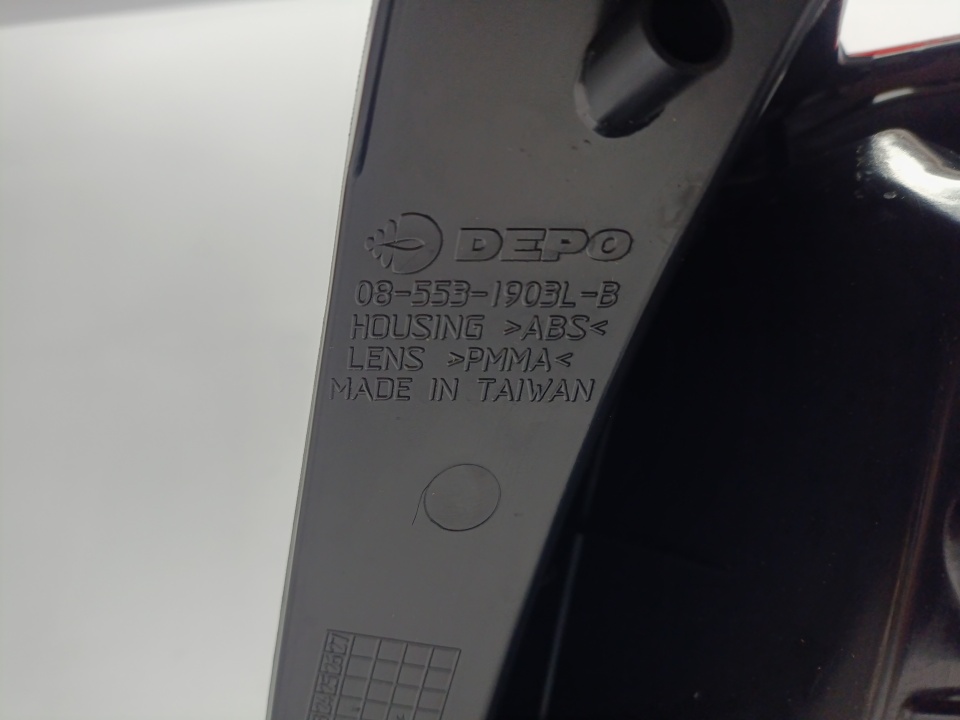 DEPO
08-553-1903L-B
HOUSING >ABS<
LENS >PMMA<
MADE IN TAIWAN